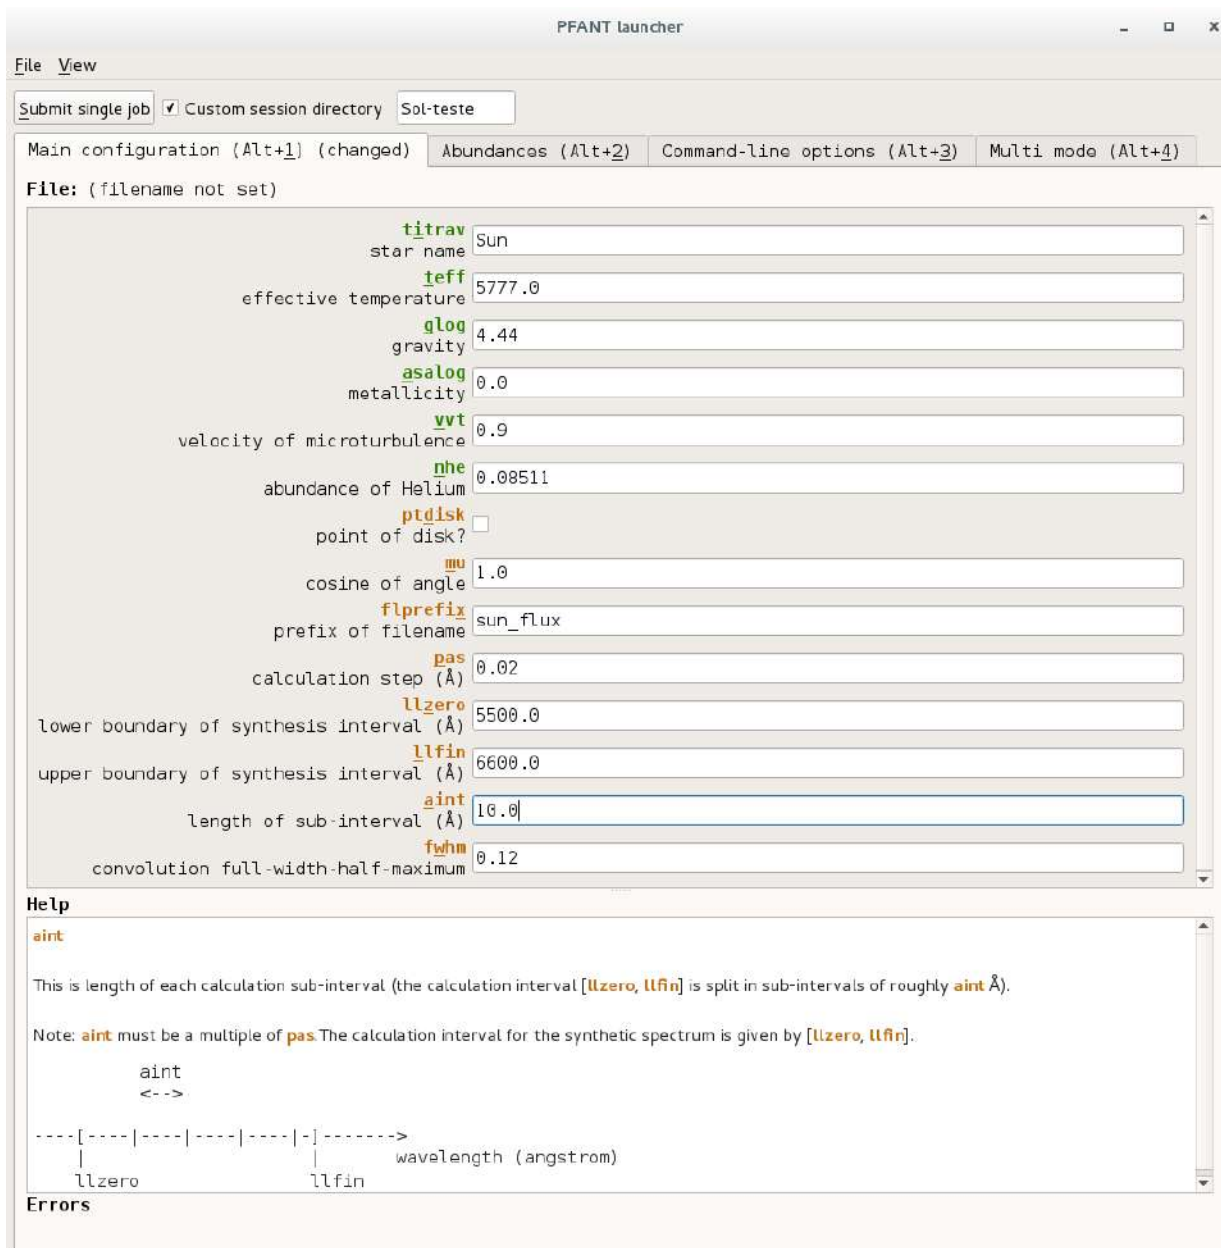 PFANT launcher
File View
Submit single job Custom session directory Sol-teste
Main configuration (Alt+1) (changed) Abundances (Alt+2) Command-line options (Alt+3) Multi mode (Alt+4)
File: (filename not set)
titrav
star name Sun
teff
effective temperature 5777.0
glog
gravity 4.44
asalog
metallicity 0.0
vvt
velocity of microturbulence 0.9
nhe
abundance of Helium 0.08511
ptdisk
point of disk?
mu
cosine of angle 1.0
flprefix
prefix of filename sun_flux
pas
calculation step (Å) 0.02
llzero
lower boundary of synthesis interval (Å) 5500.0
llfin
upper boundary of synthesis interval (Å) 6600.0
aint
length of sub-interval (Å) 10.0
fwhm
convolution full-width-half-maximum 0.12
Help
aint
This is length of each calculation sub-interval (the calculation interval [llzero, llfin] is split in sub-intervals of roughly aint Å).
Note: aint must be a multiple of pas.The calculation interval for the synthetic spectrum is given by [llzero, llfin].
aint
<-->
----[----|----|----|----|-]------->
| | wavelength (angstrom)
llzero llfin
Errors